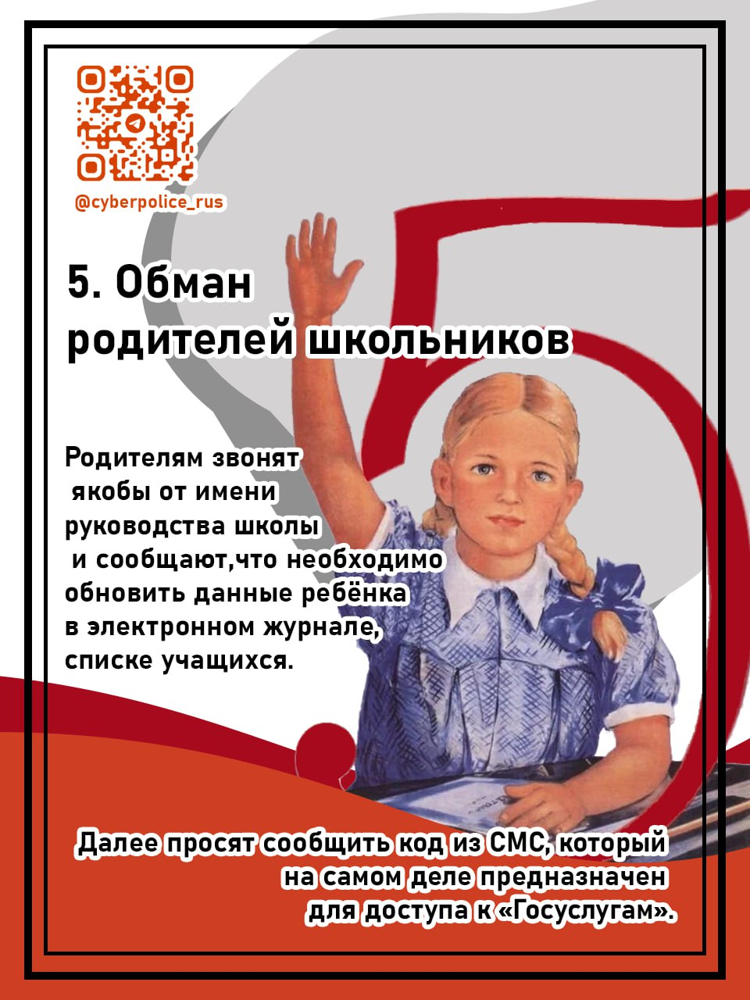 @cyberpolice_rus
5. Обман
родителей школьников
Родителям звонят
якобы от имени
руководства школы
и сообщают,что необходимо
обновить данные ребёнка
в электронном журнале,
списке учащихся.
Далее просят сообщить код из СМС, который
на самом деле предназначен
для доступа к «Госуслугам».
5